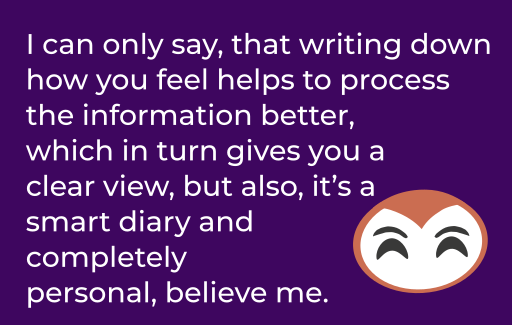 I can only say, that writing down
how you feel helps to process
the information better,
which in turn gives you a
clear view, but also, it’s a
smart diary and
completely
personal, believe me.